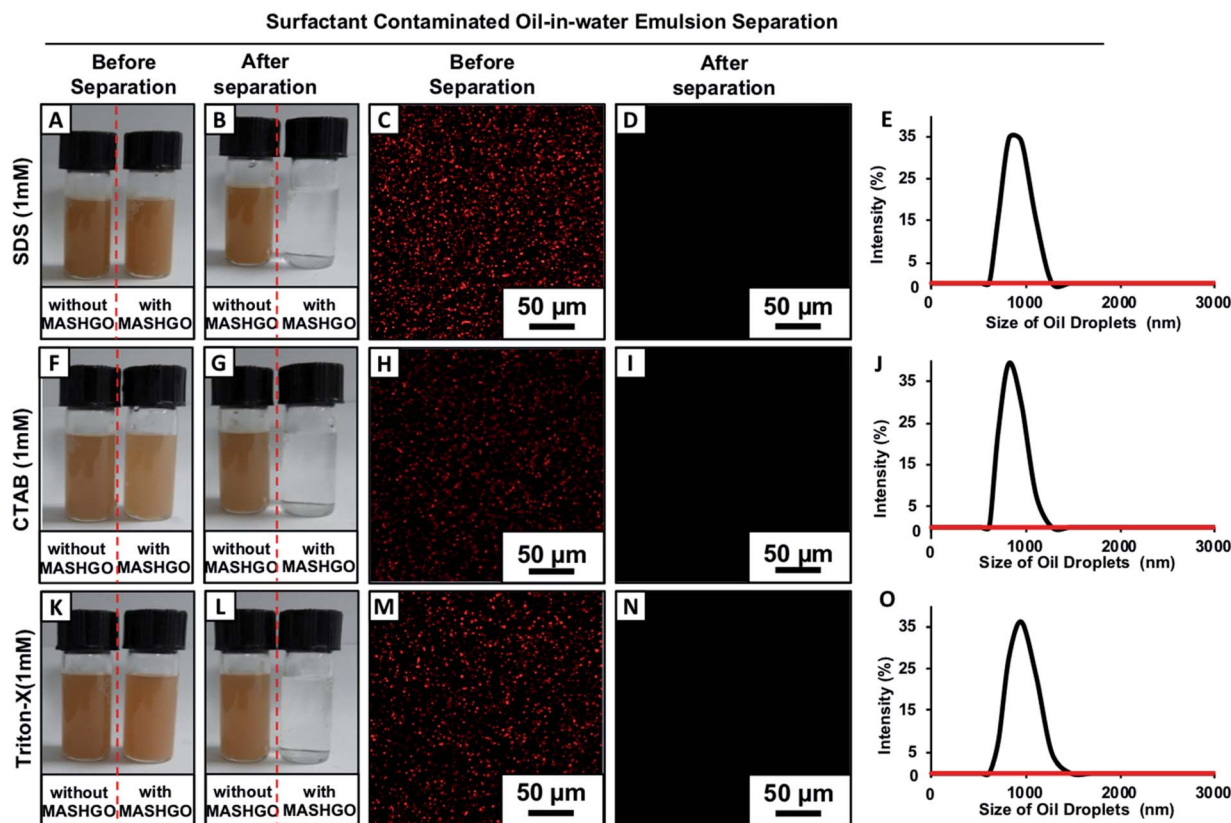 Surfactant Contaminated Oil-in-water Emulsion Separation
Before
Separation
After
separation
Before
Separation
After
separation
SDS (1mM)
A
B
C
D
E
without
MASHGO
with
MASHGO
without
MASHGO
with
MASHGO
50 µm
50 µm
Intensity (%)
35
25
15
5
0
0
1000
2000
3000
Size of Oil Droplets (nm)
CTAB (1mM)
F
G
H
I
J
without
MASHGO
with
MASHGO
without
MASHGO
with
MASHGO
50 µm
50 µm
Intensity (%)
35
25
15
5
0
0
1000
2000
3000
Size of Oil Droplets (nm)
Triton-X(1mM)
K
L
M
N
O
without
MASHGO
with
MASHGO
without
MASHGO
with
MASHGO
50 µm
50 µm
Intensity (%)
35
25
15
5
0
0
1000
2000
3000
Size of Oil Droplets (nm)